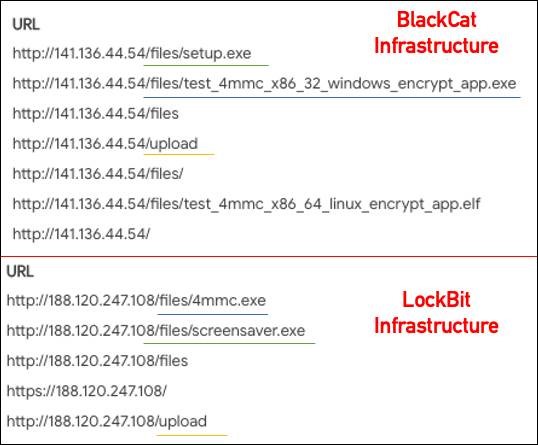 URL
BlackCat
Infrastructure
http://141.136.44.54/files/setup.exe
http://141.136.44.54/files/test_4mmc_x86_32_windows_encrypt_app.exe
http://141.136.44.54/files
http://141.136.44.54/upload
http://141.136.44.54/files/
http://141.136.44.54/files/test_4mmc_x86_64_linux_encrypt_app.elf
http://141.136.44.54/
URL
LockBit
Infrastructure
http://188.120.247.108/files/4mmc.exe
http://188.120.247.108/files/screensaver.exe
http://188.120.247.108/files
https://188.120.247.108/
http://188.120.247.108/upload